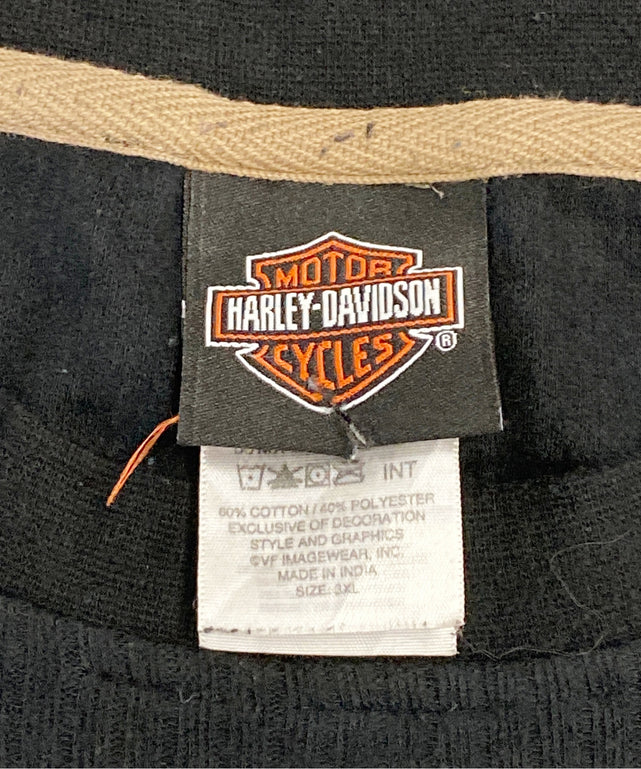 MOTOR
HARLEY-DAVIDSON
CYCLES
®
INT
60% COTTON / 40% POLYESTER
EXCLUSIVE OF DECORATION
STYLE AND GRAPHICS
©VF IMAGEWEAR, INC.
MADE IN INDIA
SIZE: 3XL